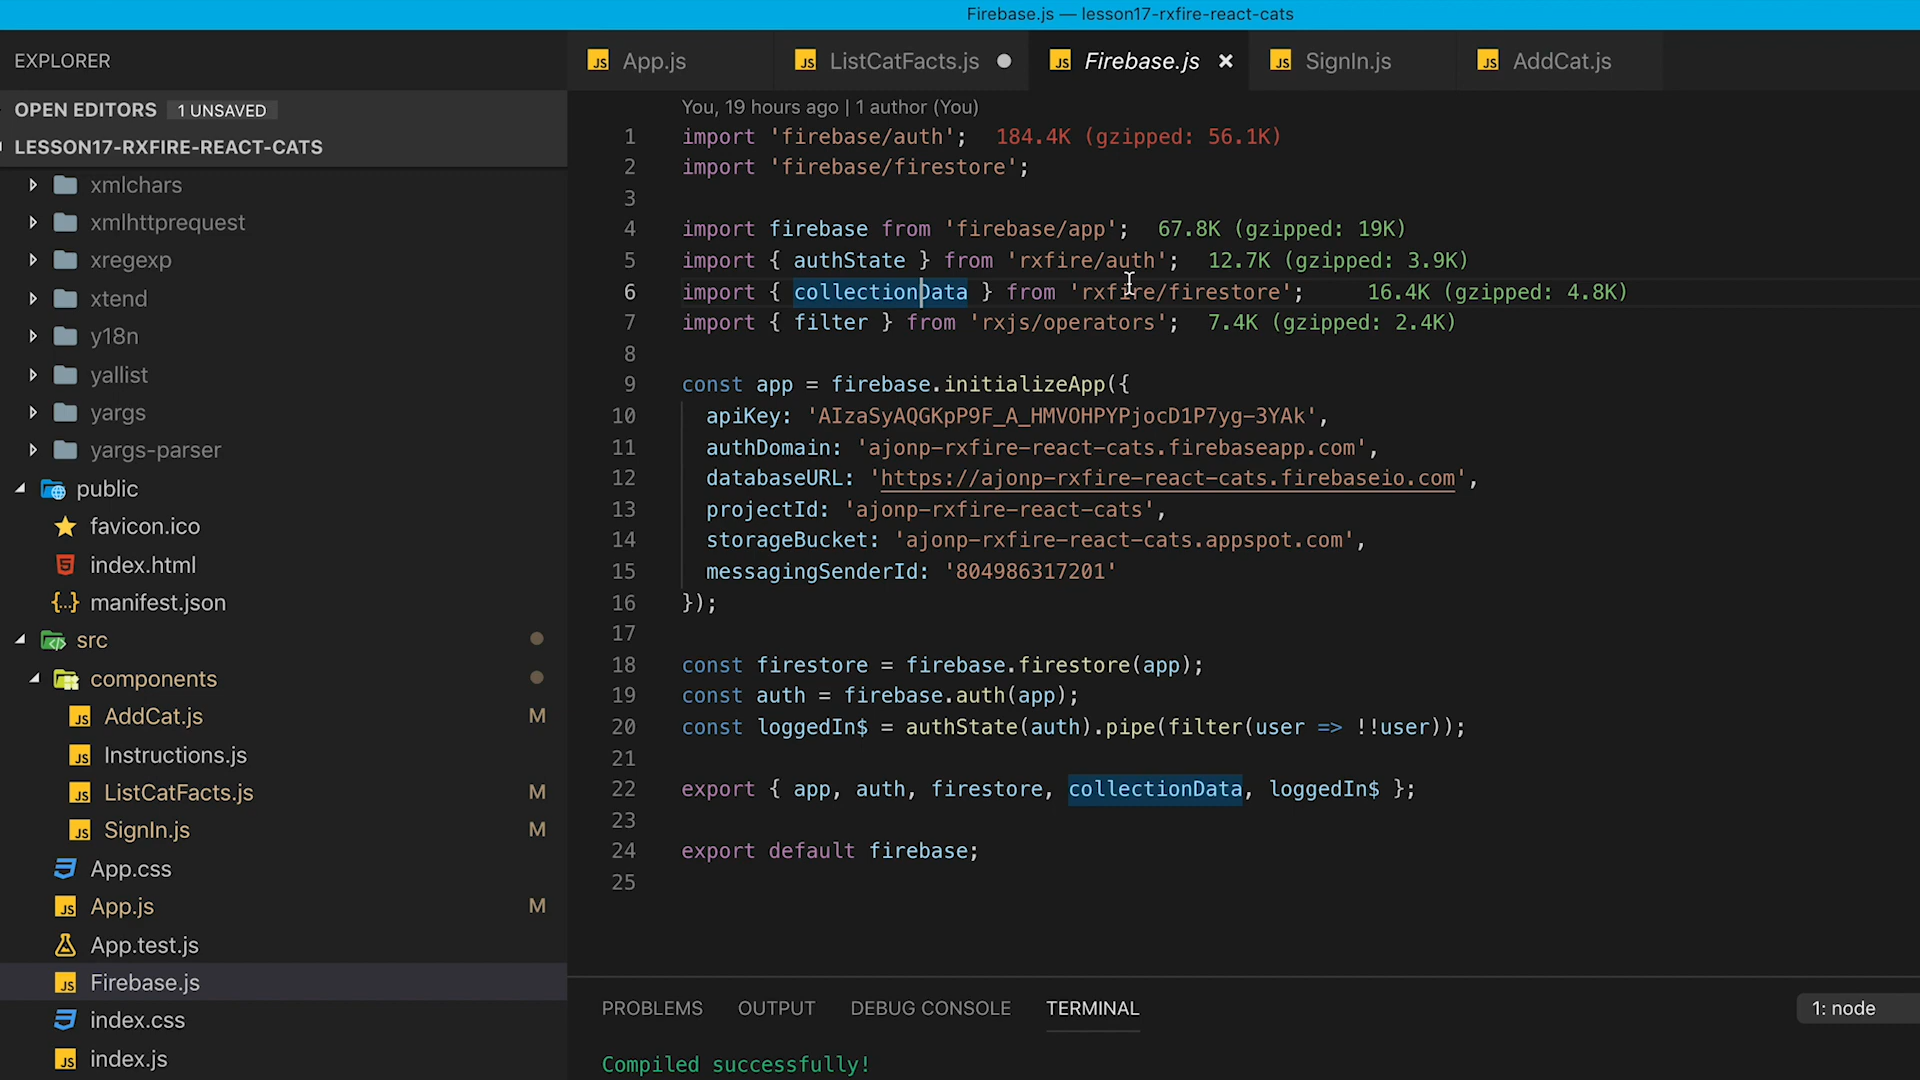 Firebase.js — lesson17-rxfire-react-cats
EXPLORER
OPEN EDITORS 1 UNSAVED
LESSON17-RXFIRE-REACT-CATS
xmlchars
xmlhttprequest
xregexp
xtend
y18n
yallist
yargs
yargs-parser
public
favicon.ico
index.html
manifest.json
src
components
AddCat.js M
Instructions.js
ListCatFacts.js M
SignIn.js M
App.css
App.js M
App.test.js
Firebase.js
index.css
index.js
App.js ListCatFacts.js Firebase.js × SignIn.js AddCat.js
You, 19 hours ago | 1 author (You)
1 import 'firebase/auth'; 184.4K (gzipped: 56.1K)
2 import 'firebase/firestore';
3
4 import firebase from 'firebase/app'; 67.8K (gzipped: 19K)
5 import { authState } from 'rxfire/auth'; 12.7K (gzipped: 3.9K)
6 import { collectionData } from 'rxfire/firestore'; 16.4K (gzipped: 4.8K)
7 import { filter } from 'rxjs/operators'; 7.4K (gzipped: 2.4K)
8
9 const app = firebase.initializeApp({
10 apiKey: 'AIzaSyAQGKpP9F_A_HMVOHPYPjocD1P7yg-3YAk',
11 authDomain: 'ajonp-rxfire-react-cats.firebaseapp.com',
12 databaseURL: 'https://ajonp-rxfire-react-cats.firebaseio.com',
13 projectId: 'ajonp-rxfire-react-cats',
14 storageBucket: 'ajonp-rxfire-react-cats.appspot.com',
15 messagingSenderId: '804986317201'
16 });
17
18 const firestore = firebase.firestore(app);
19 const auth = firebase.auth(app);
20 const loggedIn$ = authState(auth).pipe(filter(user => !!user));
21
22 export { app, auth, firestore, collectionData, loggedIn$ };
23
24 export default firebase;
25
PROBLEMS OUTPUT DEBUG CONSOLE TERMINAL 1: node
Compiled successfully!